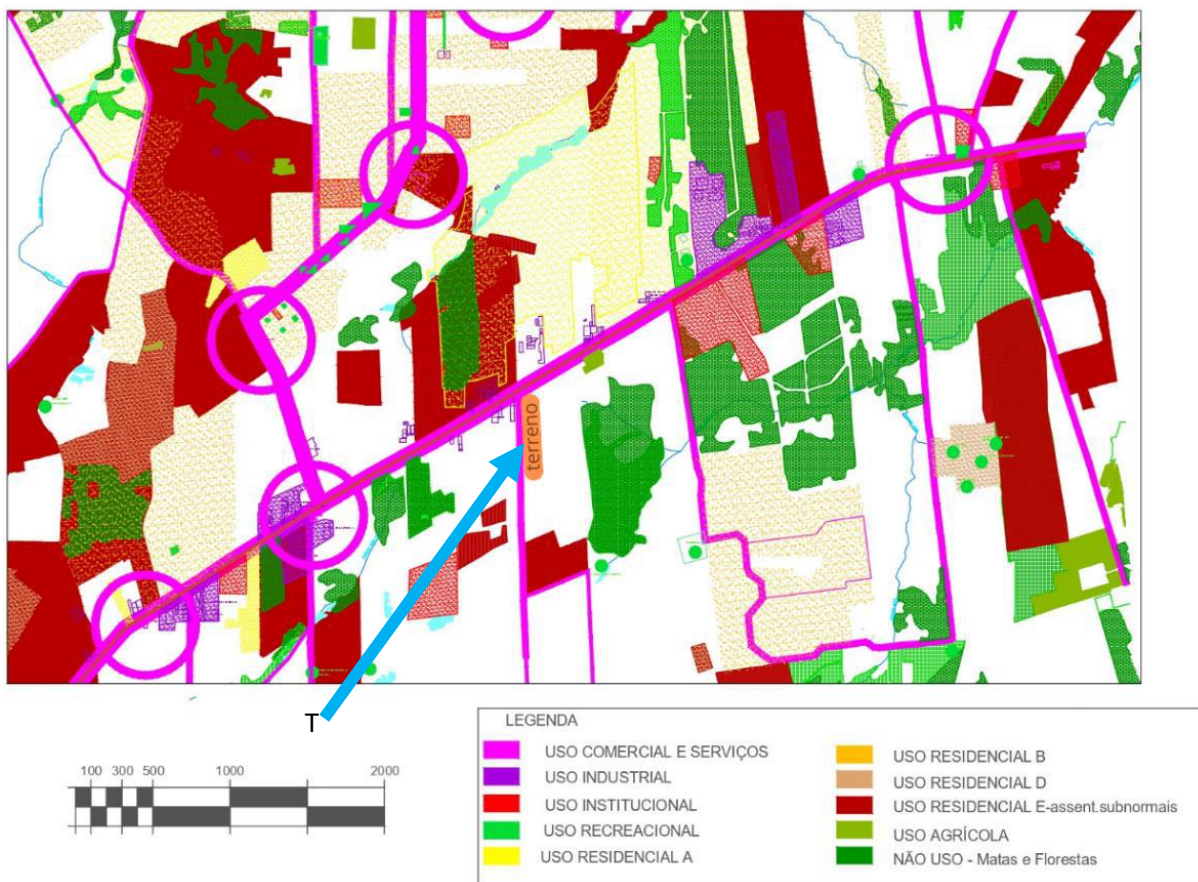 terreno
T
100 300 500 1000 2000
LEGENDA
USO COMERCIAL E SERVIÇOS
USO INDUSTRIAL
USO INSTITUCIONAL
USO RECREACIONAL
USO RESIDENCIAL A
USO RESIDENCIAL B
USO RESIDENCIAL D
USO RESIDENCIAL E-assent.subnormais
USO AGRÍCOLA
NÃO USO - Matas e Florestas